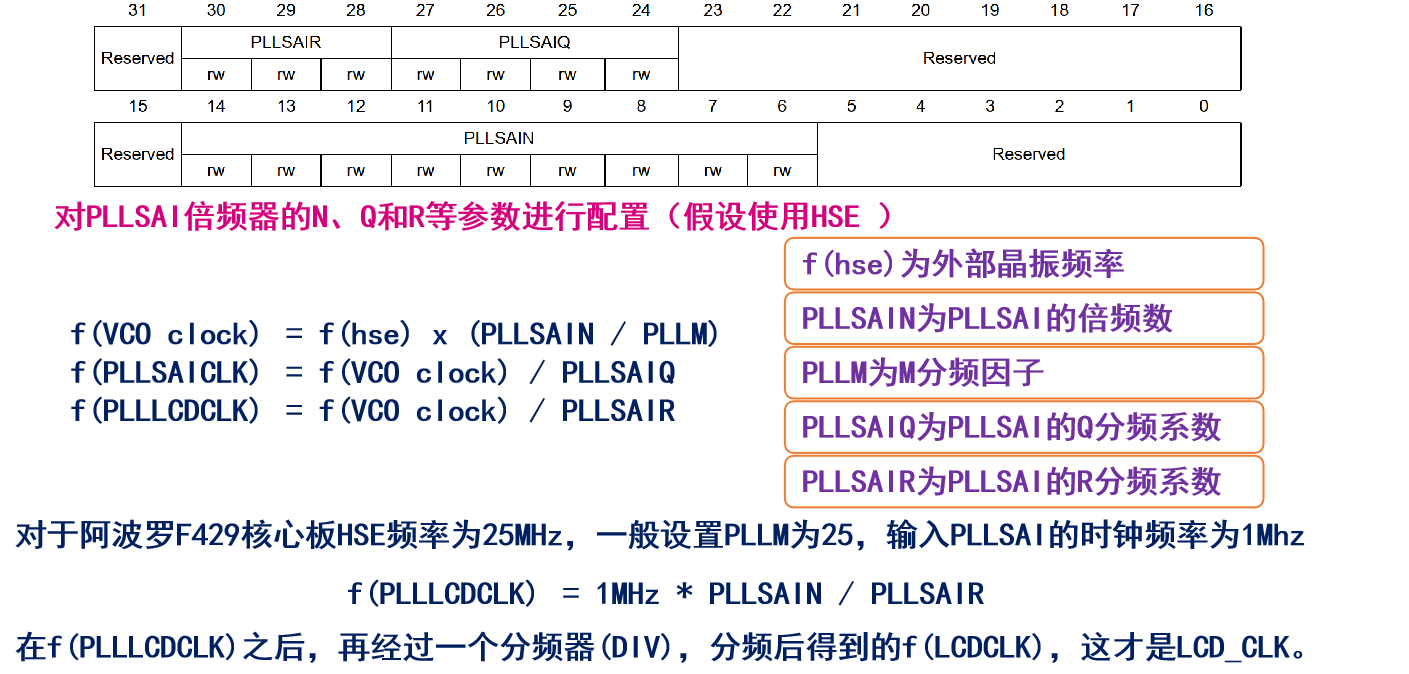 31 30 29 28 27 26 25 24 23 22 21 20 19 18 17 16
Reserved PLLSAIR PLLSAIQ Reserved
rw rw rw rw rw rw rw
15 14 13 12 11 10 9 8 7 6 5 4 3 2 1 0
Reserved PLLSAIN Reserved
rw rw rw rw rw rw rw rw rw
对PLLSAI倍频器的N、Q和R等参数进行配置（假设使用HSE ）
f(VCO clock) = f(hse) x (PLLSAIN / PLLM)
f(PLLSAICLK) = f(VCO clock) / PLLSAIQ
f(PLLLCDCLK) = f(VCO clock) / PLLSAIR
f(hse)为外部晶振频率
PLLSAIN为PLLSAI的倍频数
PLLM为M分频因子
PLLSAIQ为PLLSAI的Q分频系数
PLLSAIR为PLLSAI的R分频系数
对于阿波罗F429核心板HSE频率为25MHz，一般设置PLLM为25，输入PLLSAI的时钟频率为1Mhz
f(PLLLCDCLK) = 1MHz * PLLSAIN / PLLSAIR
在f(PLLLCDCLK)之后，再经过一个分频器(DIV)，分频后得到的f(LCDCLK)，这才是LCD_CLK。